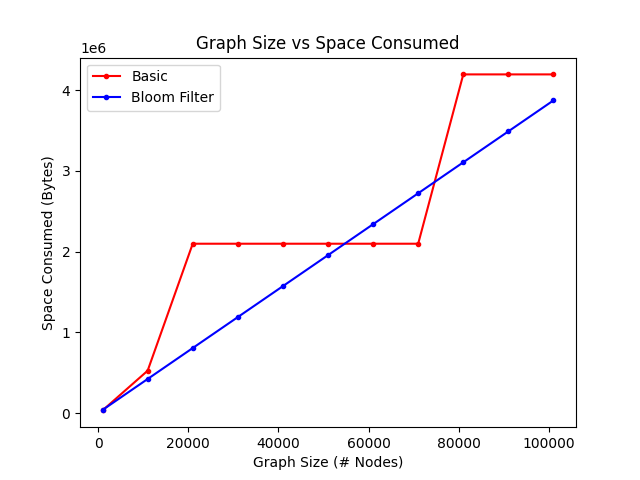 Graph Size vs Space Consumed
1e6
Basic
Bloom Filter
4
3
2
1
0
Space Consumed (Bytes)
0 20000 40000 60000 80000 100000
Graph Size (# Nodes)